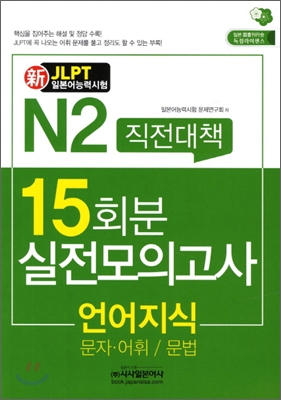 핵심을 집어주는 해설 및 정답 수록!
JLPT에 꼭 나오는 어휘 문제를 풀고 정리도 할 수 있는 부록!
新 JLPT
일본어능력시험
N2 직전대책
일본어능력시험 문제연구회 저
15회분
실전모의고사
언어지식
문자·어휘 / 문법
(주)시사일본어사
book.japansisa.com